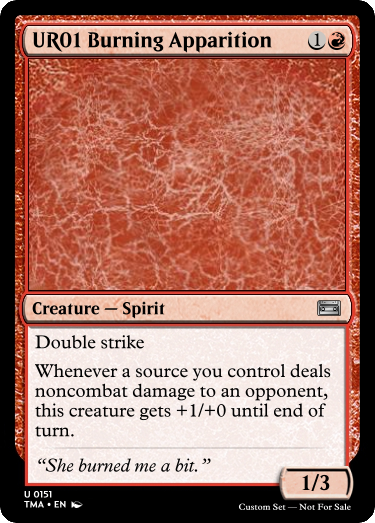 UR01 Burning Apparition 1
Creature — Spirit
Double strike
Whenever a source you control deals
noncombat damage to an opponent,
this creature gets +1/+0 until end of
turn.
“She burned me a bit.”
1/3
U 0151
TMA • EN
Custom Set — Not For Sale